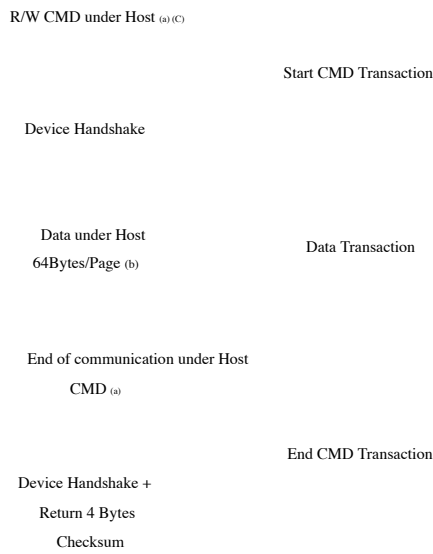 R/W CMD under Host (a) (C)
Start CMD Transaction
Device Handshake
Data under Host
64Bytes/Page (b)
Data Transaction
End of communication under Host
CMD (a)
End CMD Transaction
Device Handshake +
Return 4 Bytes
Checksum